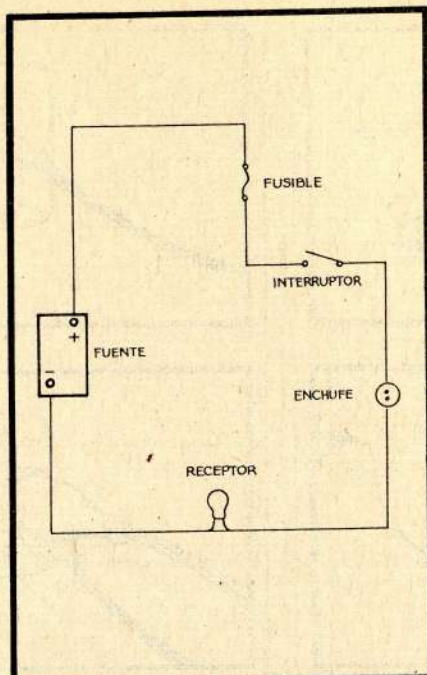 FUSIBLE
INTERRUPTOR
+
FUENTE
−
ENCHUFE
RECEPTOR